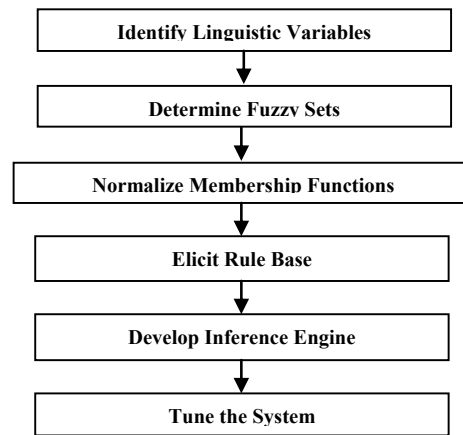 Identify Linguistic Variables
Determine Fuzzy Sets
Normalize Membership Functions
Elicit Rule Base
Develop Inference Engine
Tune the System